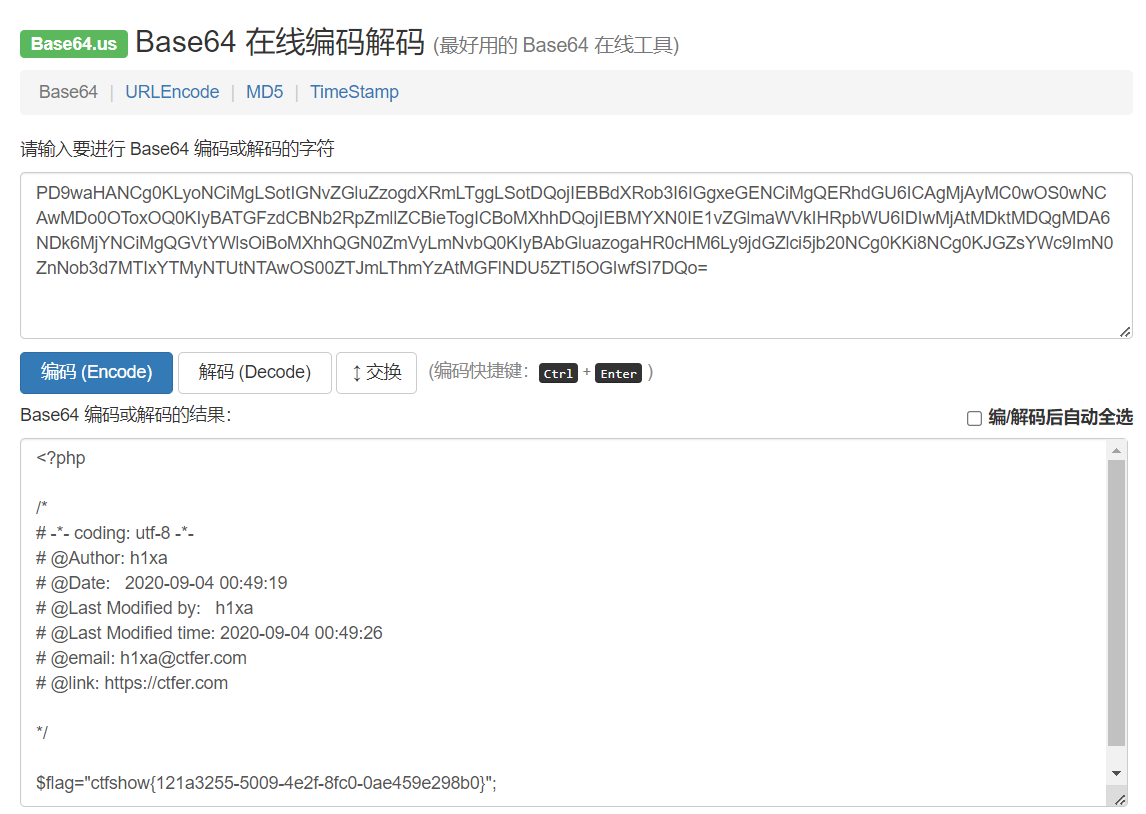 Base64.us Base64 在线编码解码 (最好用的 Base64 在线工具)
Base64 | URLEncode | MD5 | TimeStamp
请输入要进行 Base64 编码或解码的字符
PD9waHANCg0KLyoNCiMgLSotIGNvZGluZzogdXRmLTggLSotDQojIEBBdXRob3I6IGgxeGENCiMgQERhdGU6ICAgMjAyMC0wOS0wNC
AwMDo0OToxOQ0KIyBATGFzdCBNb2RpZmllZCBieTogICBoMXhhDQojIEBMYXN0IE1vZGlmaWVkIHRpbWU6IDIwMjAtMDktMDQgMDA6
NDk6MjYNCiMgQGVtYWlsOiBoMXhhQGN0ZmVyLmNvbQ0KIyBAbGluazogaHR0cHM6Ly9jdGZlci5jb20NCg0KKi8NCg0KJGZsYWc9ImN0
ZnNob3d7MTIxYTMyNTUtNTAwOS00ZTJmLThmYzAtMGFlNDU5ZTI5OGIwfSI7DQo=
编码 (Encode) 解码 (Decode) ↕ 交换 (编码快捷键： Ctrl + Enter )
Base64 编码或解码的结果： 编/解码后自动全选
<?php
/*
# -*- coding: utf-8 -*-
# @Author: h1xa
# @Date:   2020-09-04 00:49:19
# @Last Modified by:   h1xa
# @Last Modified time: 2020-09-04 00:49:26
# @email: h1xa@ctfer.com
# @link: https://ctfer.com
*/
$flag="ctfshow{121a3255-5009-4e2f-8fc0-0ae459e298b0}";